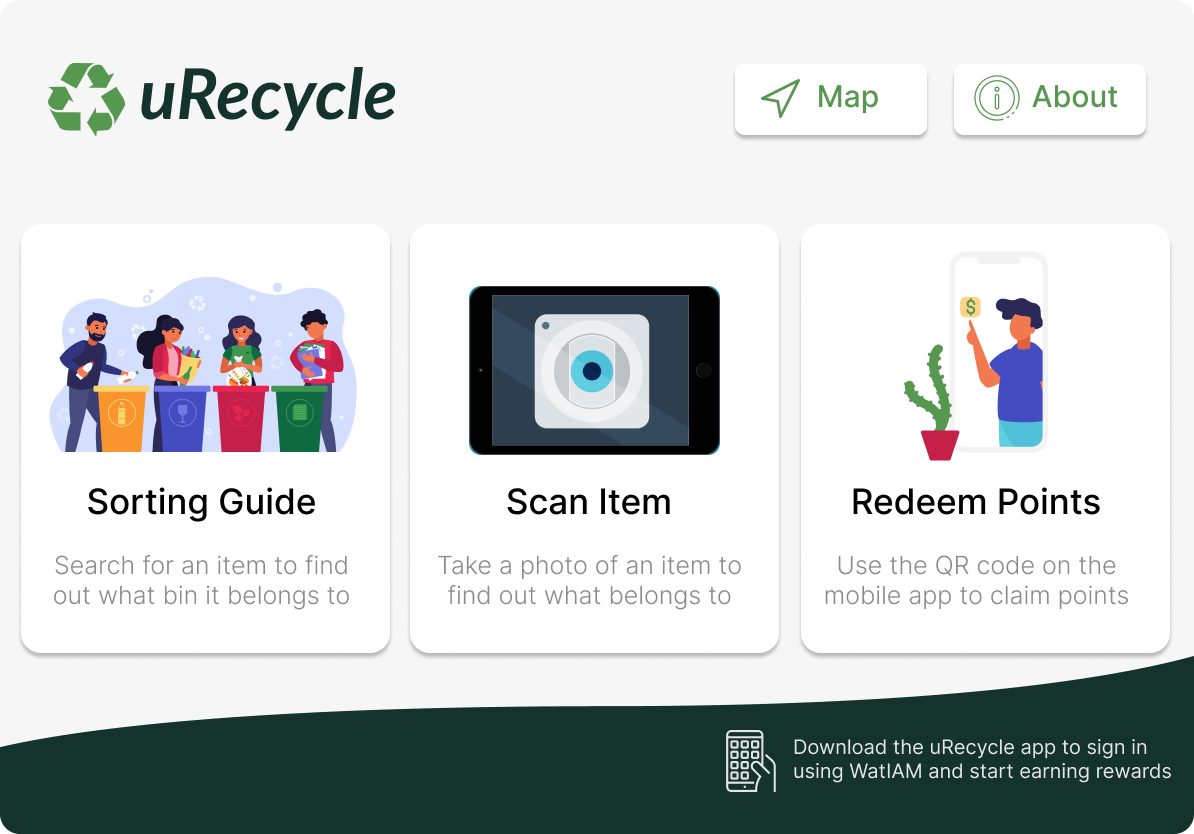 uRecycle
Map
About
Sorting Guide
Search for an item to find
out what bin it belongs to
Scan Item
Take a photo of an item to
find out what belongs to
$
Redeem Points
Use the QR code on the
mobile app to claim points
Download the uRecycle app to sign in
using WatIAM and start earning rewards